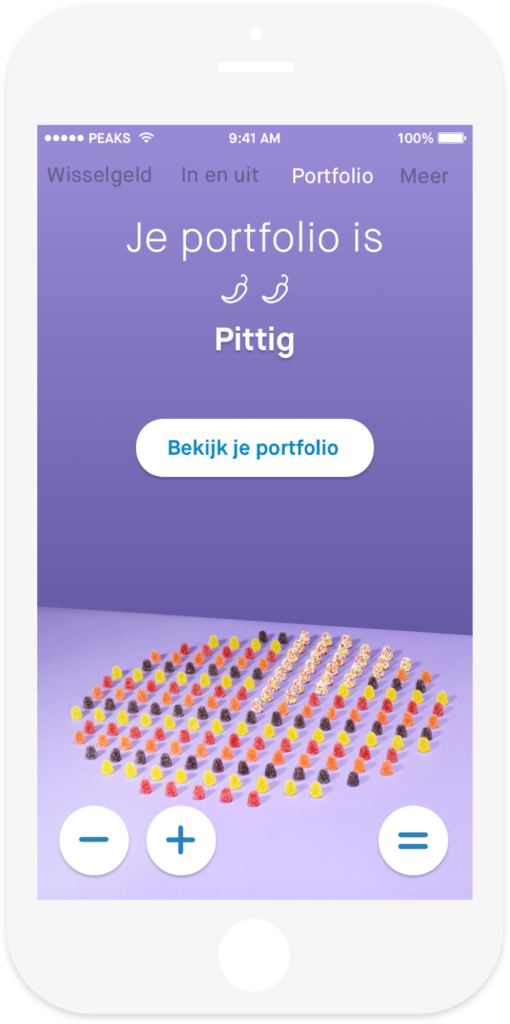 PEAKS 9:41 AM 100%
Wisselgeld In en uit Portfolio Meer
Je portfolio is
Pittig
Bekijk je portfolio
− + =